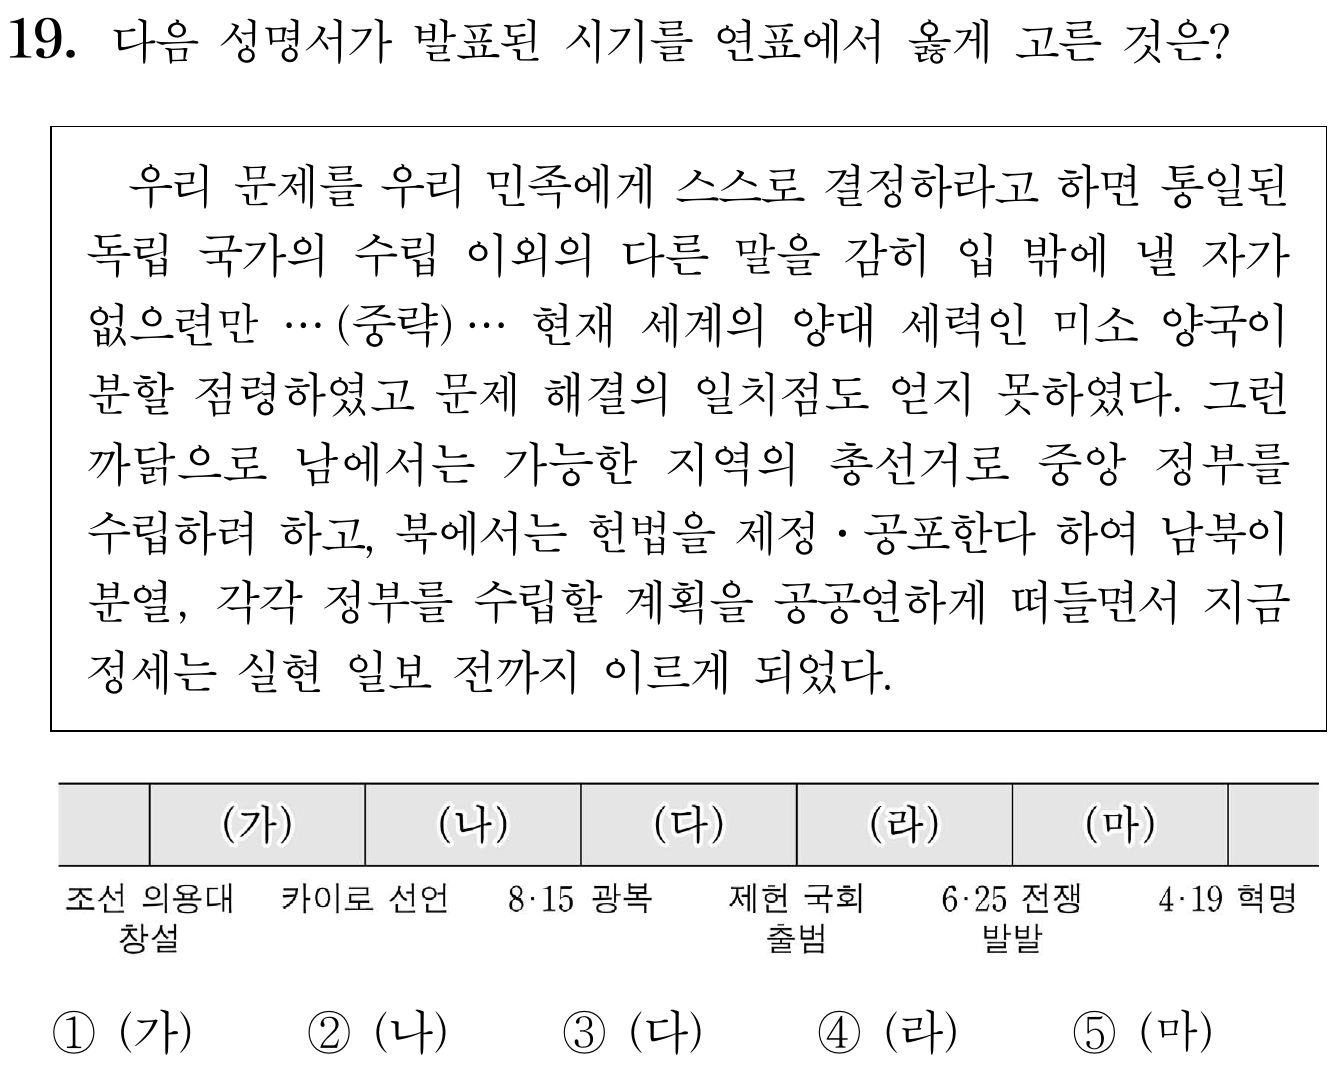 19. 다음 성명서가 발표된 시기를 연표에서 옳게 고른 것은?
우리 문제를 우리 민족에게 스스로 결정하라고 하면 통일된
독립 국가의 수립 이외의 다른 말을 감히 입 밖에 낼 자가
없으련만 …(중략)… 현재 세계의 양대 세력인 미소 양국이
분할 점령하였고 문제 해결의 일치점도 얻지 못하였다. 그런
까닭으로 남에서는 가능한 지역의 총선거로 중앙 정부를
수립하려 하고, 북에서는 헌법을 제정·공포한다 하여 남북이
분열, 각각 정부를 수립할 계획을 공공연하게 떠들면서 지금
정세는 실현 일보 전까지 이르게 되었다.
(가) (나) (다) (라) (마)
조선 의용대 카이로 선언 8·15 광복 제헌 국회 6·25 전쟁 4·19 혁명
창설 출범 발발
① (가) ② (나) ③ (다) ④ (라) ⑤ (마)